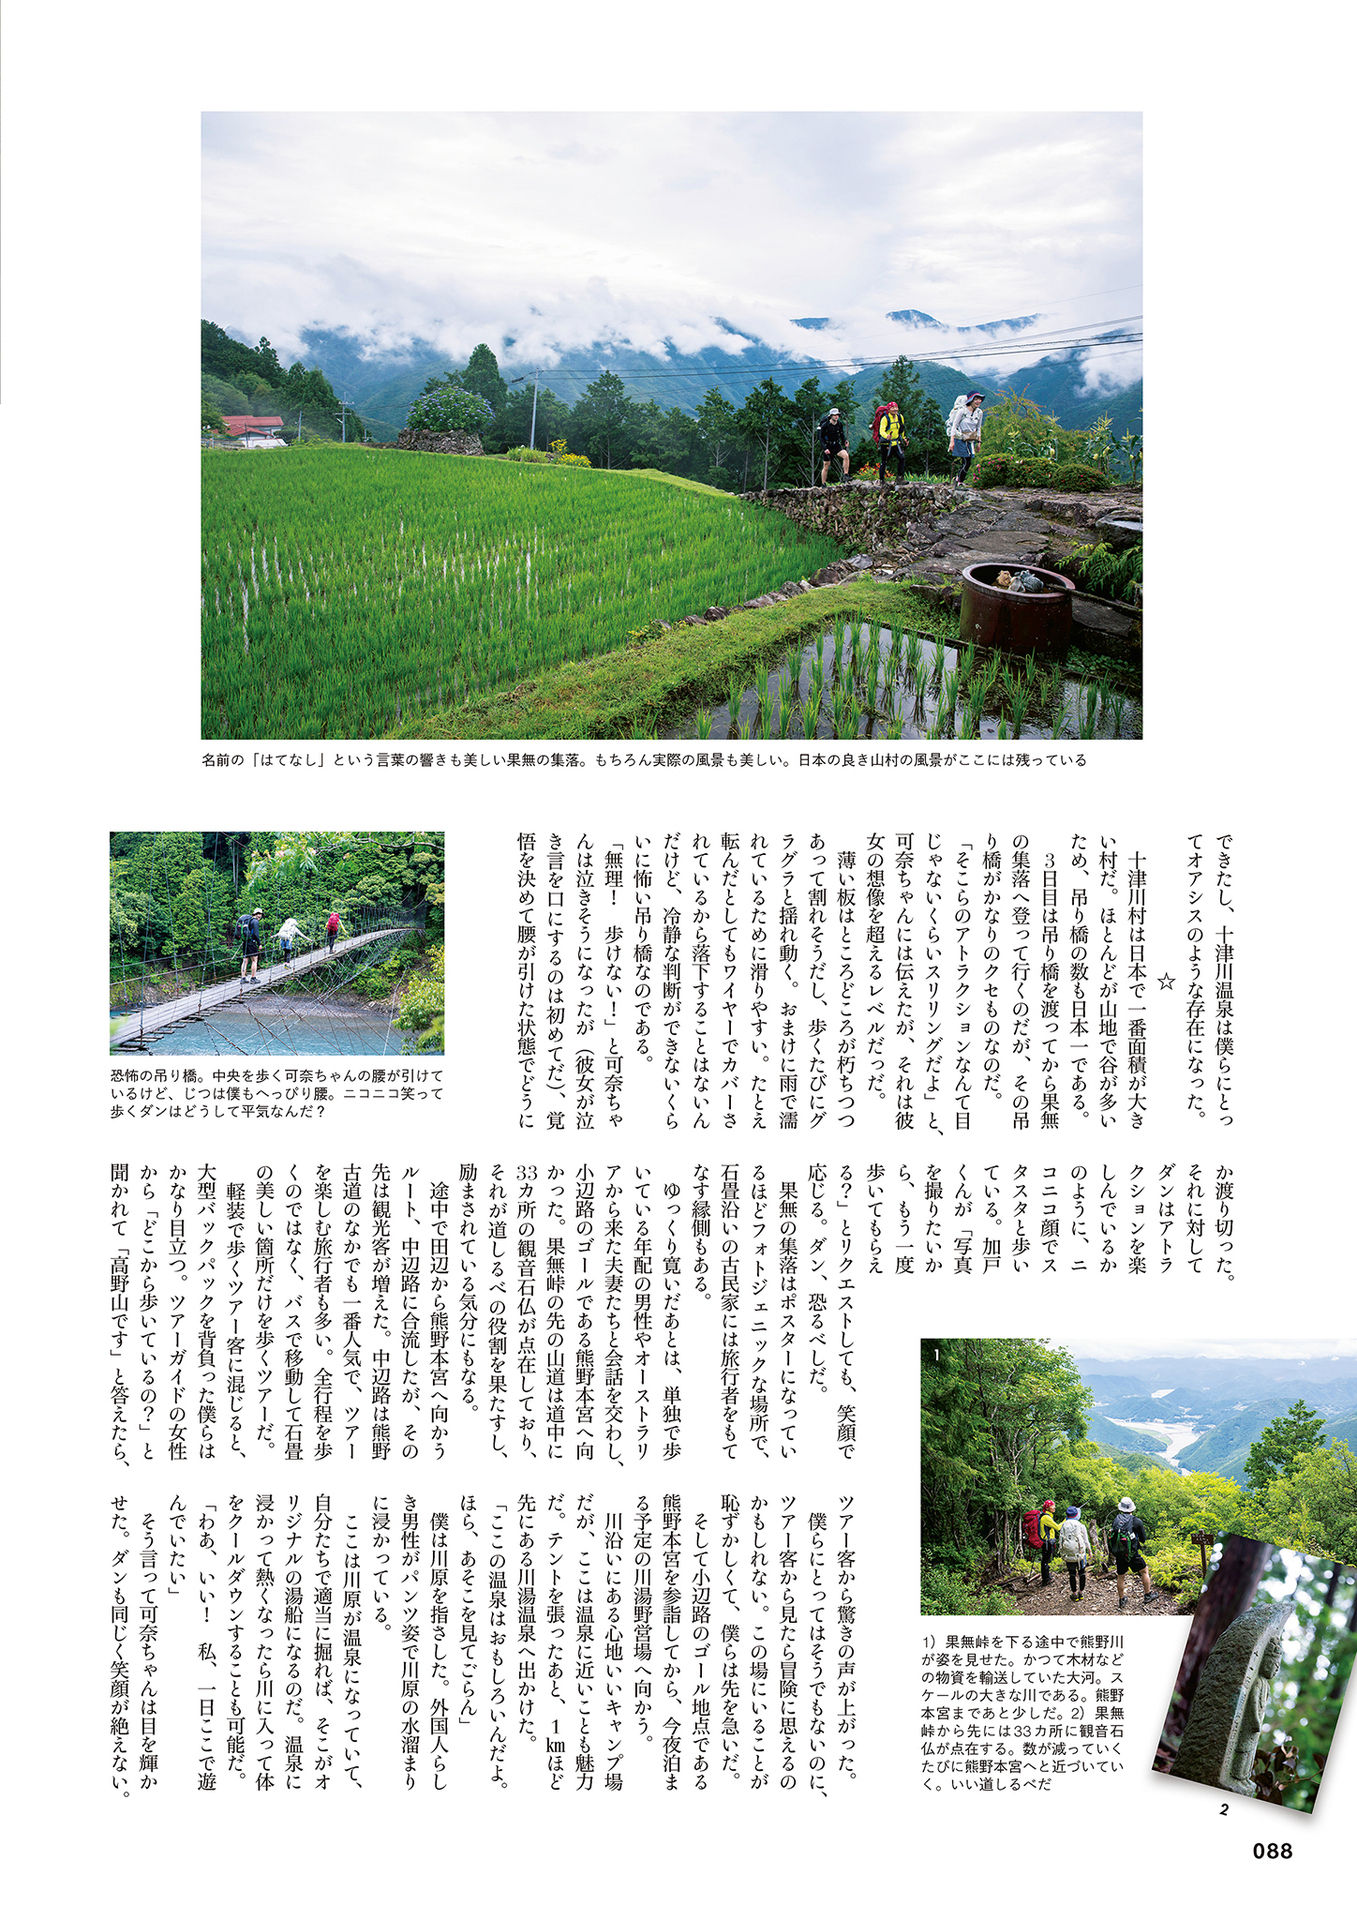 名前の「はてなし」という言葉の響きも美しい果無の集落。もちろん実際の風景も美しい。日本の良き山村の風景がここには残っている
できたし、十津川温泉は僕らにとっ
てオアシスのような存在になった。
☆
十津川村は日本で一番面積が大き
い村だ。ほとんどが山地で谷が多い
ため、吊り橋の数も日本一である。
3日目は吊り橋を渡ってから果無
の集落へ登って行くのだが、その吊
り橋がかなりのクセものなのだ。
「そこらのアトラクションなんて目
じゃないくらいスリリングだよ」と、
可奈ちゃんには伝えたが、それは彼
女の想像を超えるレベルだった。
薄い板はところどころが朽ちつつ
あって割れそうだし、歩くたびにグ
ラグラと揺れ動く。おまけに雨で濡
れているために滑りやすい。たとえ
転んだとしてもワイヤーでカバーさ
れているから落下することはないん
だけど、冷静な判断ができないくら
いに怖い吊り橋なのである。
「無理！　歩けない！」と可奈ちゃ
んは泣きそうになったが（彼女が泣
き言を口にするのは初めてだ）、覚
悟を決めて腰が引けた状態でどうに
恐怖の吊り橋。中央を歩く可奈ちゃんの腰が引けて
いるけど、じつは僕もへっぴり腰。ニコニコ笑って
歩くダンはどうして平気なんだ？
か渡り切った。
それに対して
ダンはアトラ
クションを楽
しんでいるか
のように、ニ
コニコ顔でス
タスタと歩い
ている。加戸
くんが「写真
を撮りたいか
ら、もう一度
歩いてもらえ
る？」とリクエストしても、笑顔で
応じる。ダン、恐るべしだ。
果無の集落はポスターになってい
るほどフォトジェニックな場所で、
石畳沿いの古民家には旅行者をもて
なす縁側もある。
ゆっくり寛いだあとは、単独で歩
いている年配の男性やオーストラリ
アから来た夫妻たちと会話を交わし、
小辺路のゴールである熊野本宮へ向
かった。果無峠の先の山道は道中に
33カ所の観音石仏が点在しており、
それが道しるべの役割を果たすし、
励まされている気分にもなる。
途中で田辺から熊野本宮へ向かう
ルート、中辺路に合流したが、その
先は観光客が増えた。中辺路は熊野
古道のなかでも一番人気で、ツアー
を楽しむ旅行者も多い。全行程を歩
くのではなく、バスで移動して石畳
の美しい箇所だけを歩くツアーだ。
軽装で歩くツアー客に混じると、
大型バックパックを背負った僕らは
かなり目立つ。ツアーガイドの女性
から「どこから歩いているの？」と
聞かれて「高野山です」と答えたら、
ツアー客から驚きの声が上がった。
僕らにとってはそうでもないのに、
ツアー客から見たら冒険に思えるの
かもしれない。この場にいることが
恥ずかしくて、僕らは先を急いだ。
そして小辺路のゴール地点である
熊野本宮を参詣してから、今夜泊ま
る予定の川湯野営場へ向かう。
川沿いにある心地いいキャンプ場
だが、ここは温泉に近いことも魅力
だ。テントを張ったあと、1kmほど
先にある川湯温泉へ出かけた。
「ここの温泉はおもしろいんだよ。
ほら、あそこを見てごらん」
僕は川原を指さした。外国人らし
き男性がパンツ姿で川原の水溜まり
に浸かっている。
ここは川原が温泉になっていて、
自分たちで適当に掘れば、そこがオ
リジナルの湯船になるのだ。温泉に
浸かって熱くなったら川に入って体
をクールダウンすることも可能だ。
「わあ、いい！　私、一日ここで遊
んでいたい」
そう言って可奈ちゃんは目を輝か
せた。ダンも同じく笑顔が絶えない。
1
1）果無峠を下る途中で熊野川
が姿を見せた。かつて木材など
の物資を輸送していた大河。ス
ケールの大きな川である。熊野
本宮まであと少しだ。2）果無
峠から先には33カ所に観音石
仏が点在する。数が減っていく
たびに熊野本宮へと近づいてい
く。いい道しるべだ
2
088